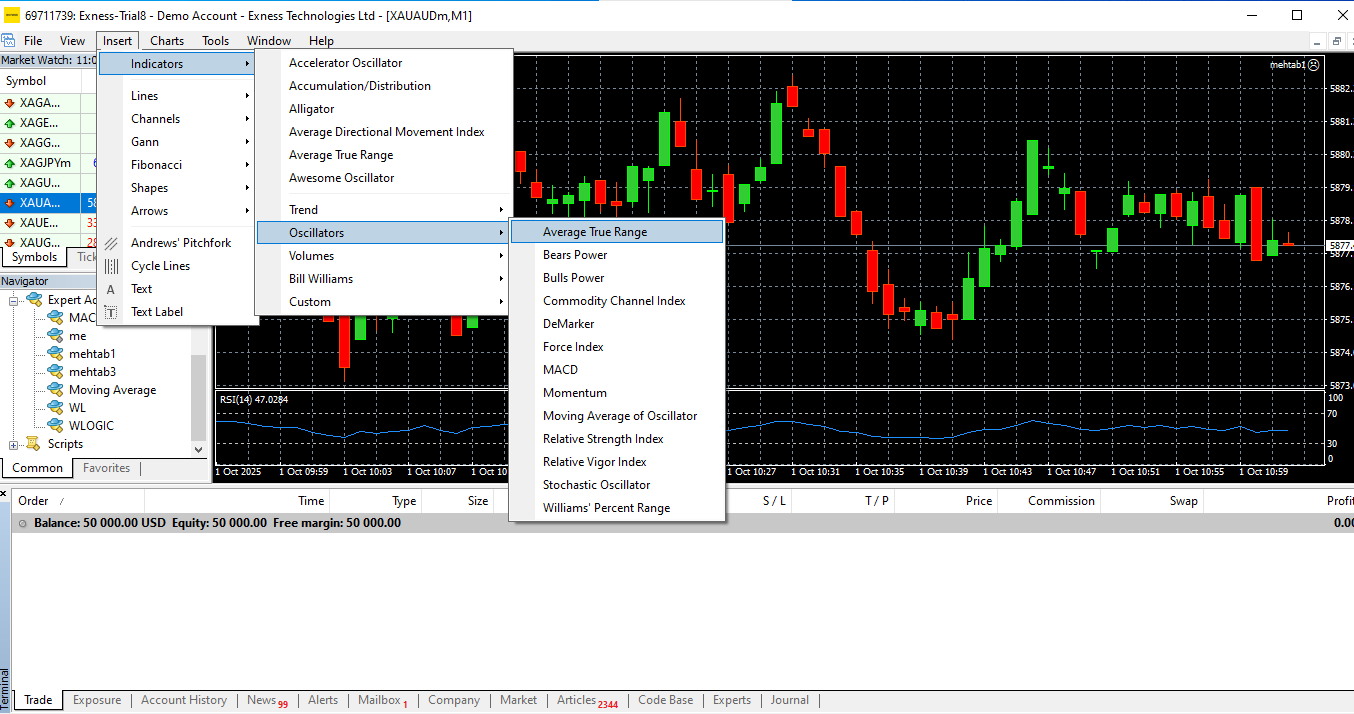 69711739: Exness-Trial8 - Demo Account - Exness Technologies Ltd - [XAUAUDm,M1]
File View Insert Charts Tools Window Help
Market Watch: 11:0
Symbol
XAGA...
XAGE...
XAGG...
XAGJPYm 6
XAGU...
XAUA... 58
XAUE... 33
XAUG... 28
Symbols Tick
Navigator
Expert Ad
MAC
me
mehtab1
mehtab3
Moving Average
WL
WLOGIC
Scripts
Common Favorites
Indicators
Lines
Channels
Gann
Fibonacci
Shapes
Arrows
Andrews' Pitchfork
Cycle Lines
Text
Text Label
Accelerator Oscillator
Accumulation/Distribution
Alligator
Average Directional Movement Index
Average True Range
Awesome Oscillator
Trend
Oscillators
Volumes
Bill Williams
Custom
Average True Range
Bears Power
Bulls Power
Commodity Channel Index
DeMarker
Force Index
MACD
Momentum
Moving Average of Oscillator
Relative Strength Index
Relative Vigor Index
Stochastic Oscillator
Williams' Percent Range
mehtab1
5882.
5881.
5880.
5879.
5878.
5877.4
5877.
5876.
5875.
5874.
5873.
RSI(14) 47.0284
100
70
30
0
1 Oct 2025 1 Oct 09:59 1 Oct 10:03 1 Oct 10:07 1 Oct 10 1 Oct 10:27 1 Oct 10:31 1 Oct 10:35 1 Oct 10:39 1 Oct 10:43 1 Oct 10:47 1 Oct 10:51 1 Oct 10:55 1 Oct 10:59
Order / Time Type Size S / L T / P Price Commission Swap Profit
Balance: 50 000.00 USD Equity: 50 000.00 Free margin: 50 000.00 0.00
Terminal
Trade Exposure Account History News 99 Alerts Mailbox 1 Company Market Articles 2344 Code Base Experts Journal